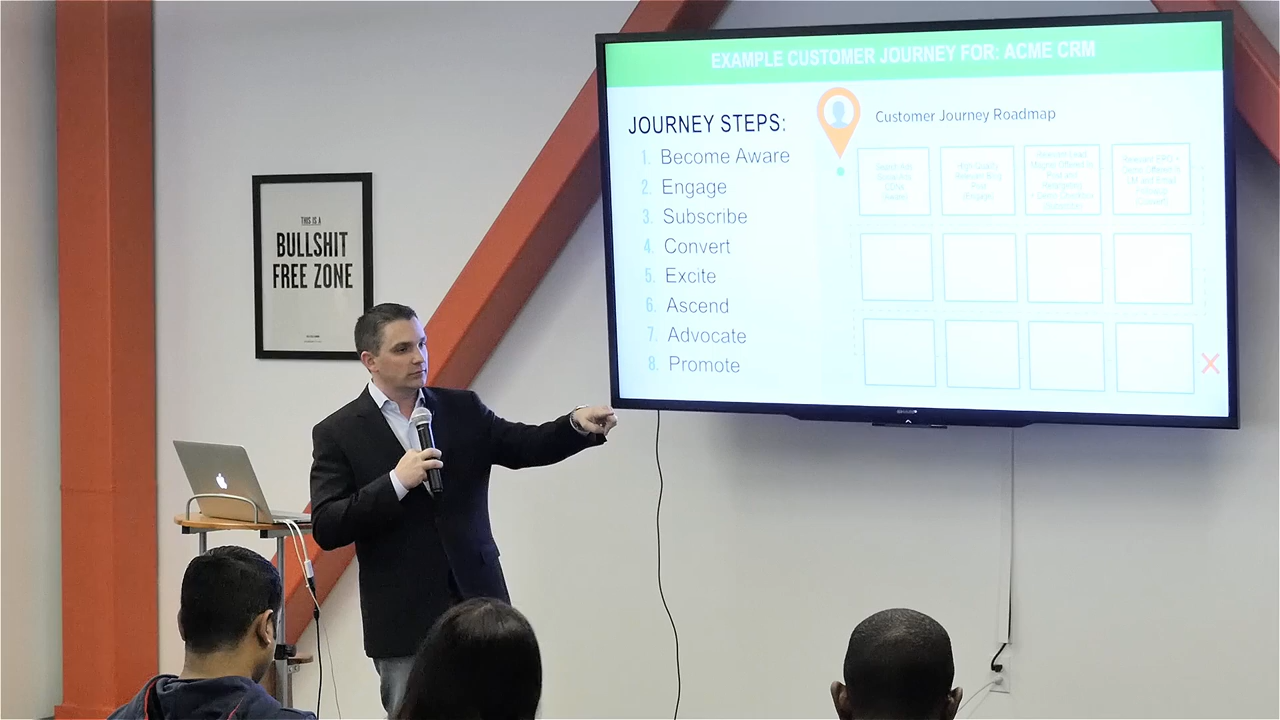 EXAMPLE CUSTOMER JOURNEY FOR: ACME CRM
JOURNEY STEPS:
1. Become Aware
2. Engage
3. Subscribe
4. Convert
5. Excite
6. Ascend
7. Advocate
8. Promote
Customer Journey Roadmap
THIS IS A
BULLSHIT
FREE ZONE